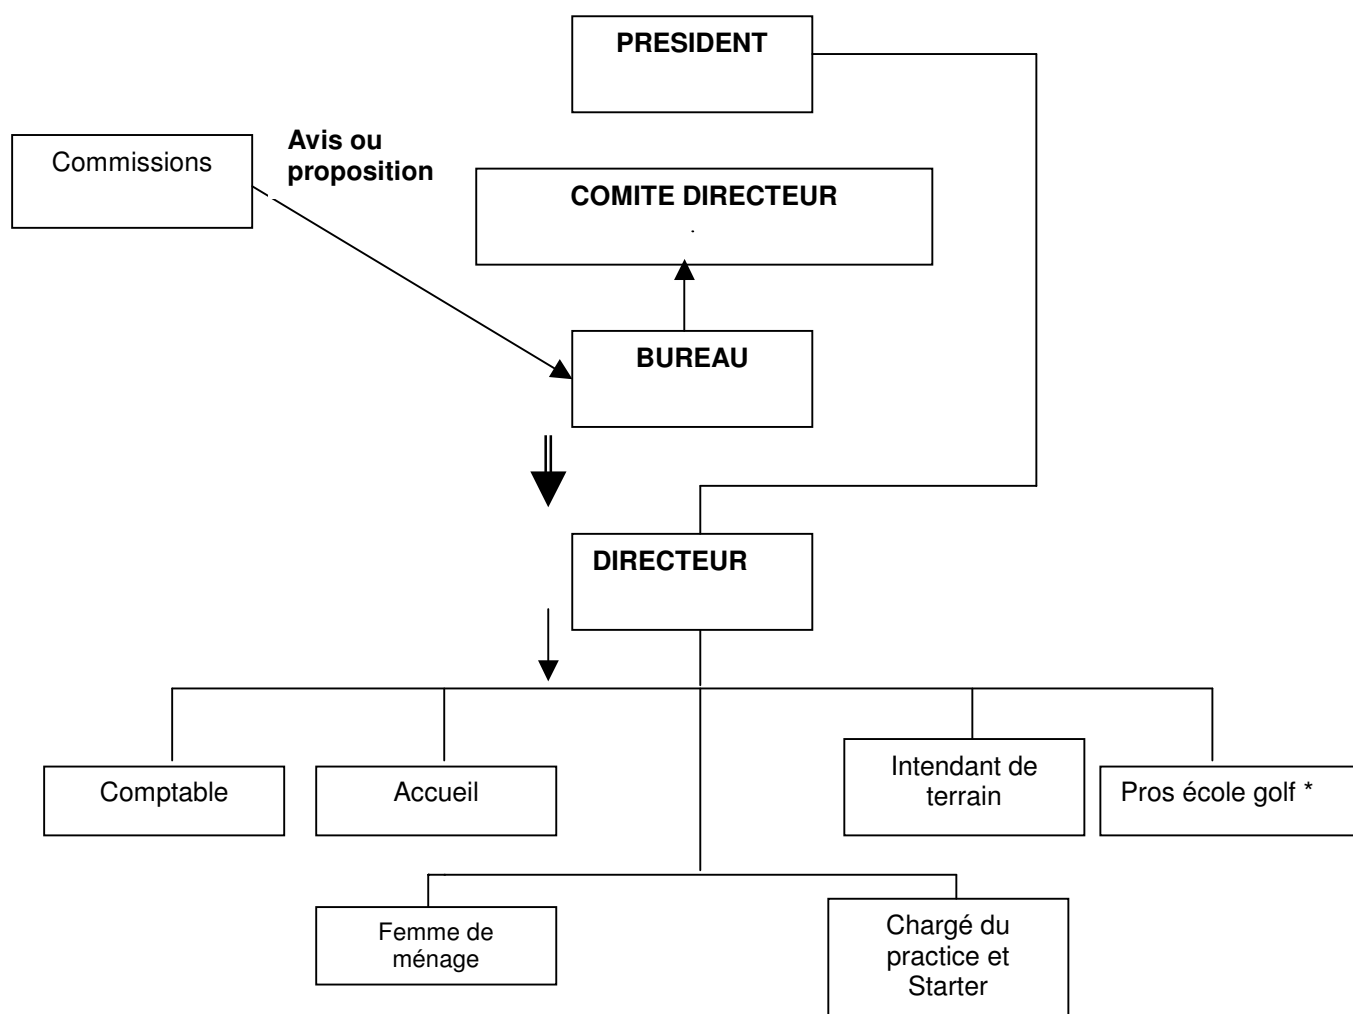 PRESIDENT
Commissions
Avis ou
proposition
COMITE DIRECTEUR
.
BUREAU
DIRECTEUR
Comptable
Accueil
Intendant de
terrain
Pros école golf *
Femme de
ménage
Chargé du
practice et
Starter